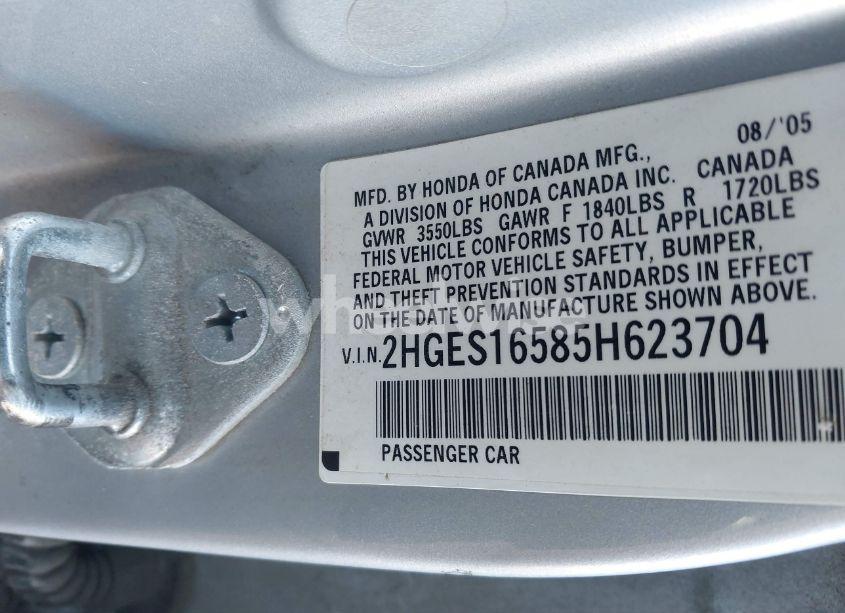 08/'05
MFD. BY HONDA OF CANADA MFG.,
A DIVISION OF HONDA CANADA INC. CANADA
GVWR 3550LBS GAWR F 1840LBS R 1720LBS
THIS VEHICLE CONFORMS TO ALL APPLICABLE
FEDERAL MOTOR VEHICLE SAFETY, BUMPER,
AND THEFT PREVENTION STANDARDS IN EFFECT
ON THE DATE OF MANUFACTURE SHOWN ABOVE.
V.I.N. 2HGES16585H623704
PASSENGER CAR